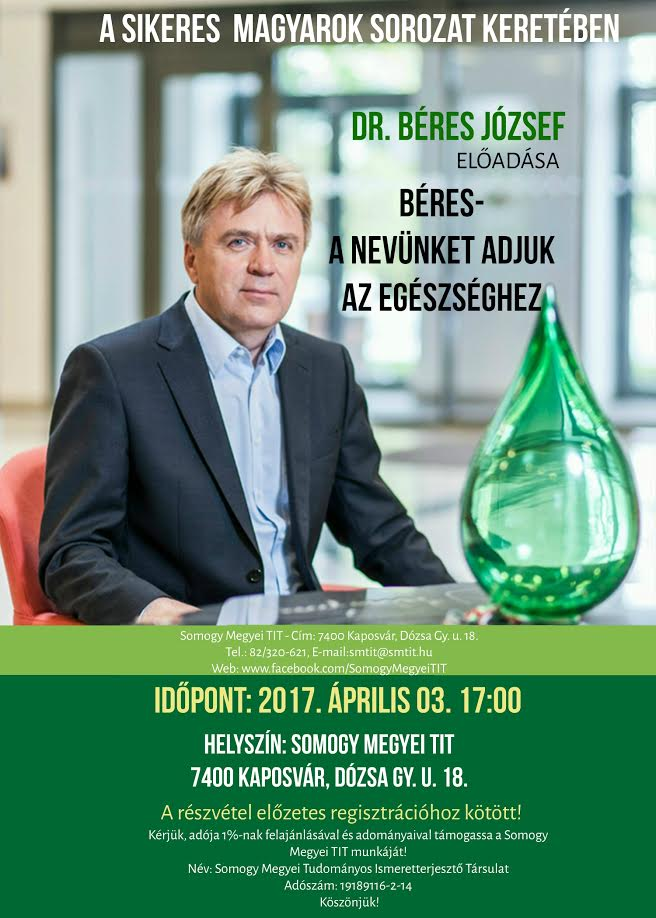 A SIKERES MAGYAROK SOROZAT KERETÉBEN
DR. BÉRES JÓZSEF
ELŐADÁSA
BÉRES-
A NEVÜNKET ADJUK
AZ EGÉSZSÉGHEZ
Somogy Megyei TIT - Cím: 7400 Kaposvár, Dózsa Gy. u. 18.
Tel.: 82/320-621, E-mail:smtit@smtit.hu
Web: www.facebook.com/SomogyMegyeiTIT
IDŐPONT: 2017. ÁPRILIS 03. 17:00
HELYSZÍN: SOMOGY MEGYEI TIT
7400 KAPOSVÁR, DÓZSA GY. U. 18.
A részvétel előzetes regisztrációhoz kötött!
Kérjük, adója 1%-nak felajánlásával és adományaival támogassa a Somogy
Megyei TIT munkáját!
Név: Somogy Megyei Tudományos Ismeretterjesztő Társulat
Adószám: 19189116-2-14
Köszönjük!